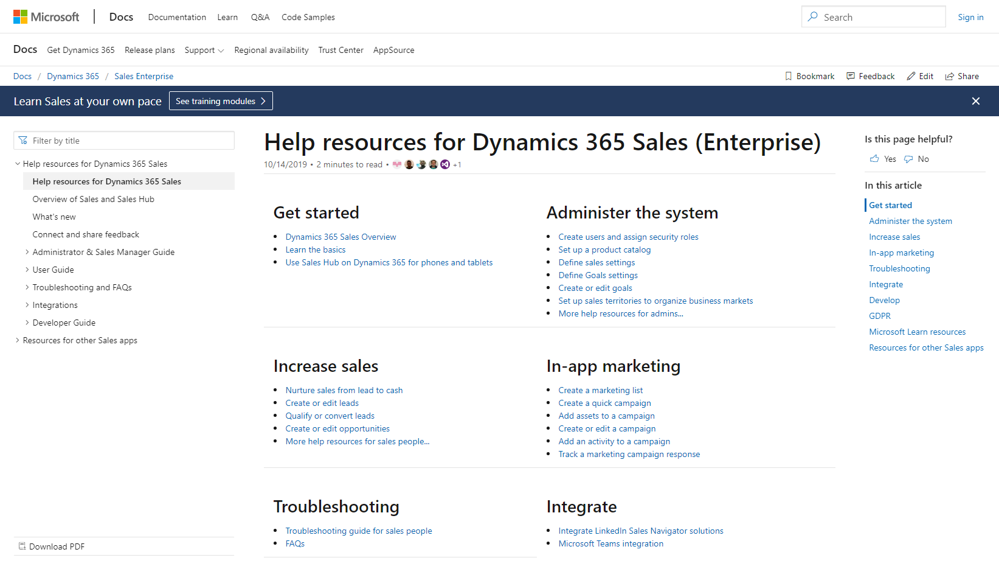 Microsoft Docs Documentation Learn Q&A Code Samples Search Sign in
Docs Get Dynamics 365 Release plans Support Regional availability Trust Center AppSource
Docs / Dynamics 365 / Sales Enterprise Bookmark Feedback Edit Share
Learn Sales at your own pace See training modules
Filter by title
Help resources for Dynamics 365 Sales
Help resources for Dynamics 365 Sales
Overview of Sales and Sales Hub
What's new
Connect and share feedback
Administrator & Sales Manager Guide
User Guide
Troubleshooting and FAQs
Integrations
Developer Guide
Resources for other Sales apps
Download PDF
Help resources for Dynamics 365 Sales (Enterprise)
10/14/2019 • 2 minutes to read • +1
Get started
Dynamics 365 Sales Overview
Learn the basics
Use Sales Hub on Dynamics 365 for phones and tablets
Administer the system
Create users and assign security roles
Set up a product catalog
Define sales settings
Define Goals settings
Create or edit goals
Set up sales territories to organize business markets
More help resources for admins...
Increase sales
Nurture sales from lead to cash
Create or edit leads
Qualify or convert leads
Create or edit opportunities
More help resources for sales people...
In-app marketing
Create a marketing list
Create a quick campaign
Add assets to a campaign
Create or edit a campaign
Add an activity to a campaign
Track a marketing campaign response
Troubleshooting
Troubleshooting guide for sales people
FAQs
Integrate
Integrate LinkedIn Sales Navigator solutions
Microsoft Teams integration
Is this page helpful?
Yes No
In this article
Get started
Administer the system
Increase sales
In-app marketing
Troubleshooting
Integrate
Develop
GDPR
Microsoft Learn resources
Resources for other Sales apps